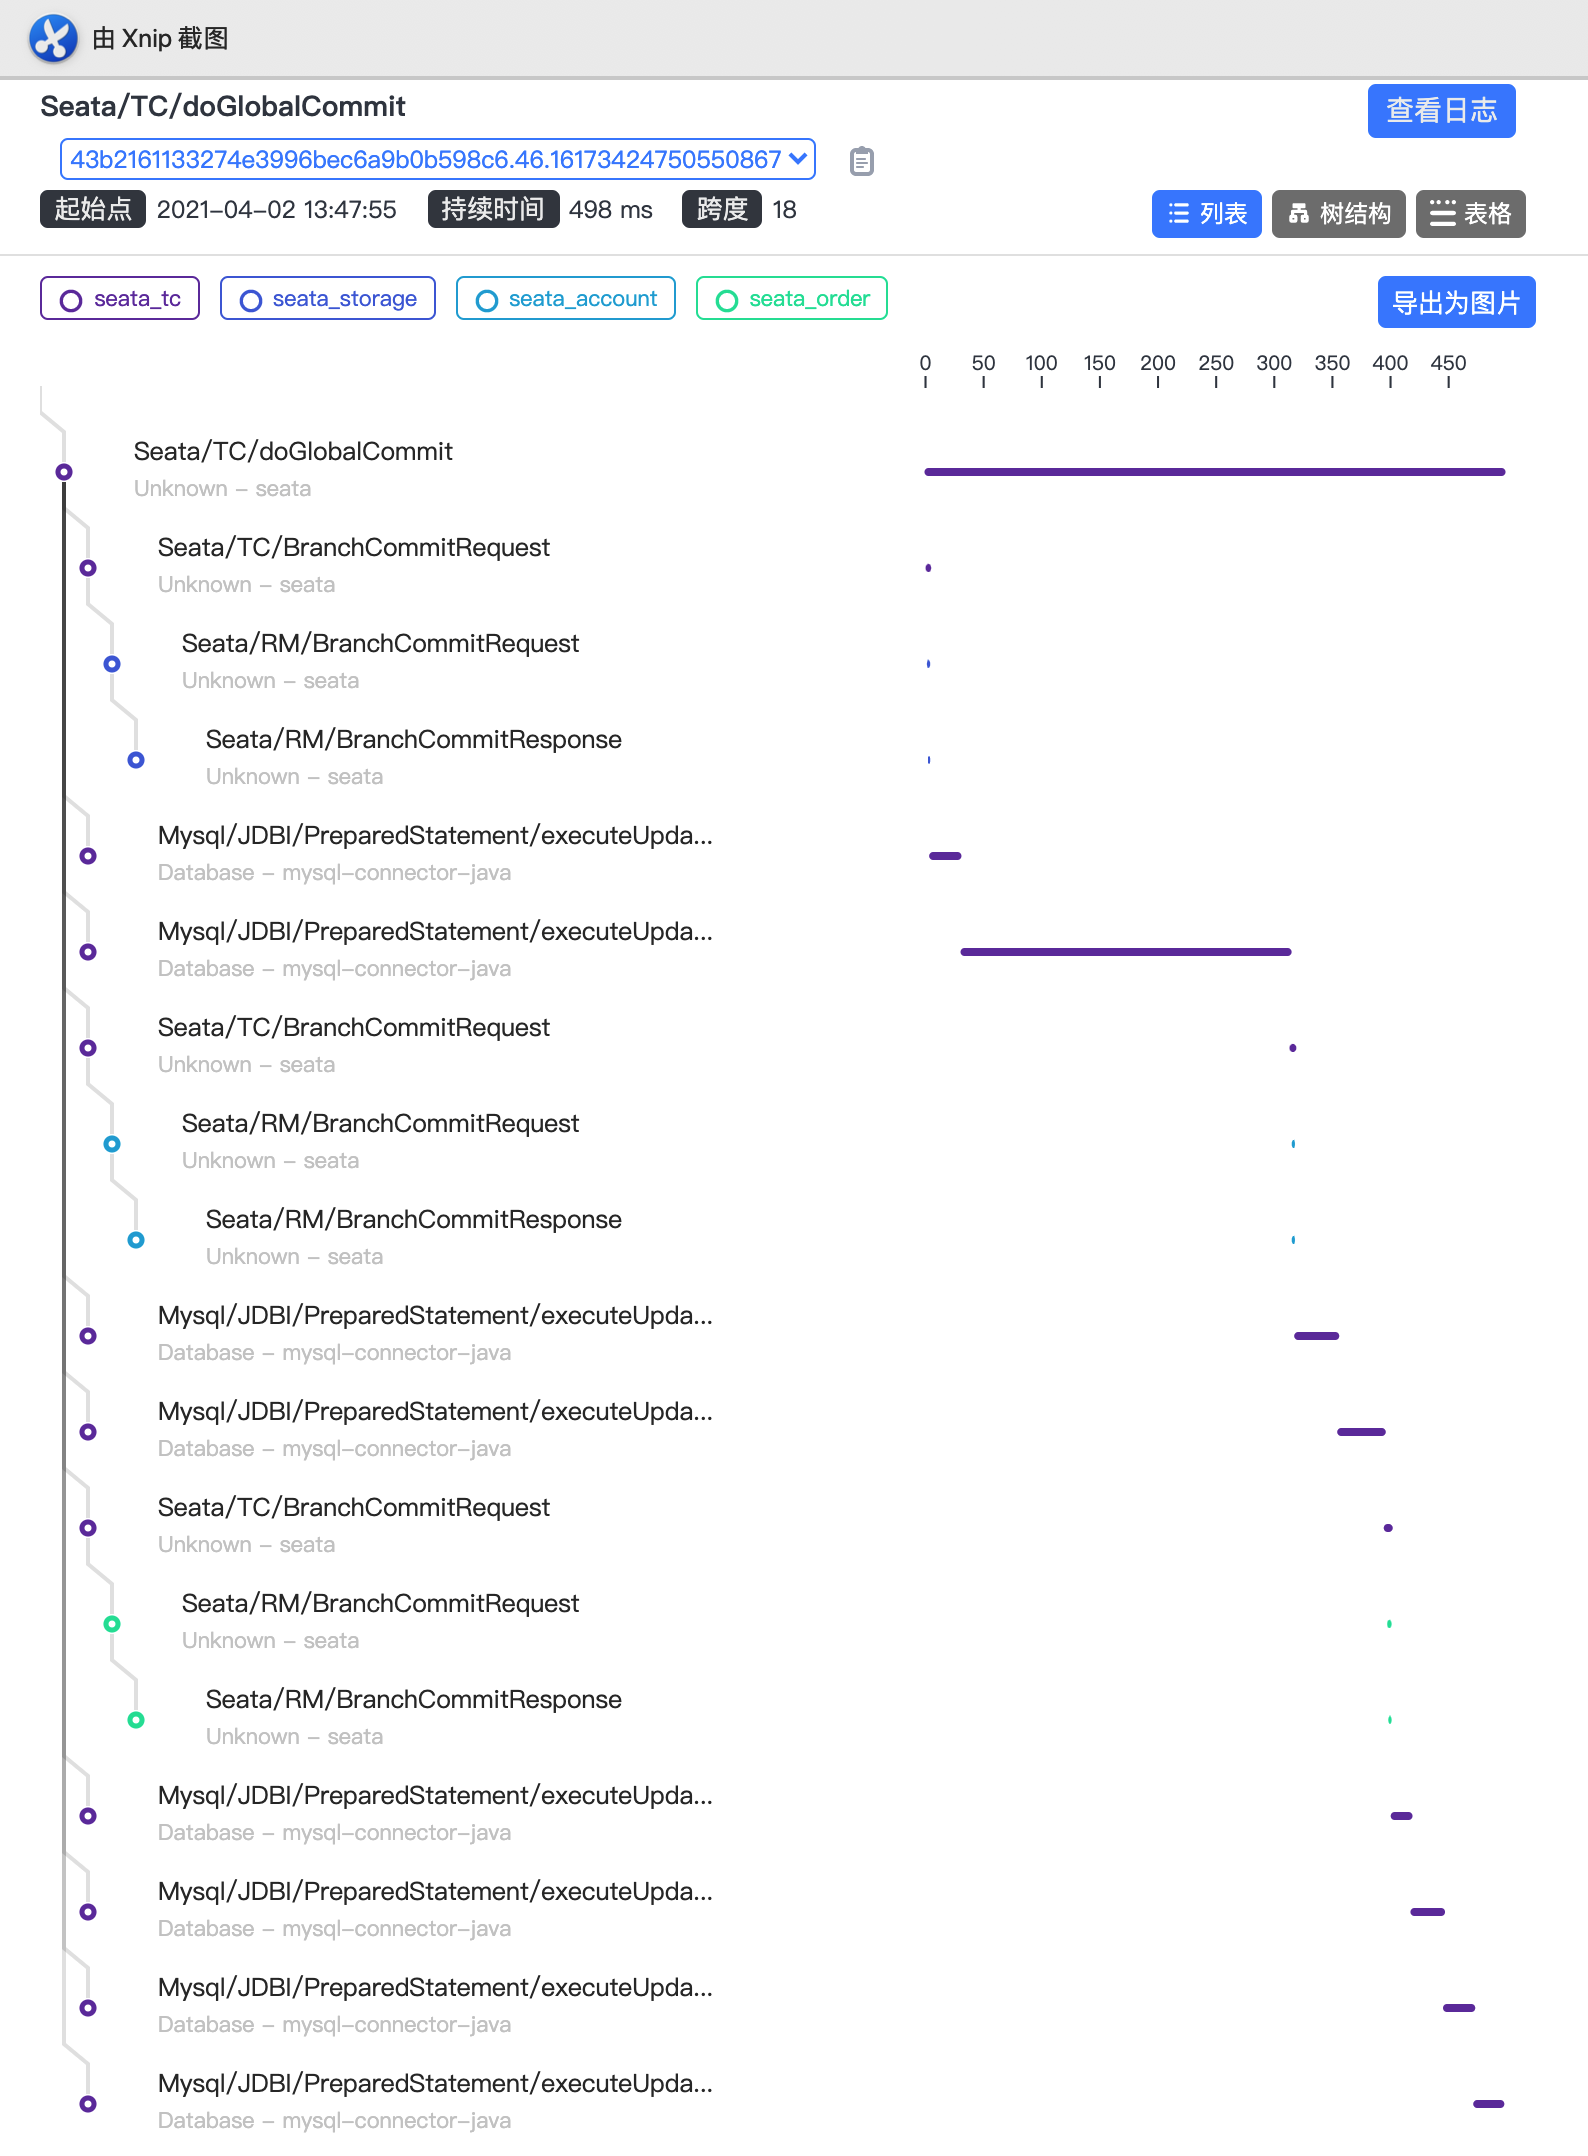 由 Xnip 截图
Seata/TC/doGlobalCommit
查看日志
43b2161133274e3996bec6a9b0b598c6.46.16173424750550867
起始点 2021-04-02 13:47:55 持续时间 498 ms 跨度 18
列表 树结构 表格
seata_tc seata_storage seata_account seata_order
导出为图片
0 50 100 150 200 250 300 350 400 450
Seata/TC/doGlobalCommit
Unknown - seata
Seata/TC/BranchCommitRequest
Unknown - seata
Seata/RM/BranchCommitRequest
Unknown - seata
Seata/RM/BranchCommitResponse
Unknown - seata
Mysql/JDBI/PreparedStatement/executeUpda...
Database - mysql-connector-java
Mysql/JDBI/PreparedStatement/executeUpda...
Database - mysql-connector-java
Seata/TC/BranchCommitRequest
Unknown - seata
Seata/RM/BranchCommitRequest
Unknown - seata
Seata/RM/BranchCommitResponse
Unknown - seata
Mysql/JDBI/PreparedStatement/executeUpda...
Database - mysql-connector-java
Mysql/JDBI/PreparedStatement/executeUpda...
Database - mysql-connector-java
Seata/TC/BranchCommitRequest
Unknown - seata
Seata/RM/BranchCommitRequest
Unknown - seata
Seata/RM/BranchCommitResponse
Unknown - seata
Mysql/JDBI/PreparedStatement/executeUpda...
Database - mysql-connector-java
Mysql/JDBI/PreparedStatement/executeUpda...
Database - mysql-connector-java
Mysql/JDBI/PreparedStatement/executeUpda...
Database - mysql-connector-java
Mysql/JDBI/PreparedStatement/executeUpda...
Database - mysql-connector-java